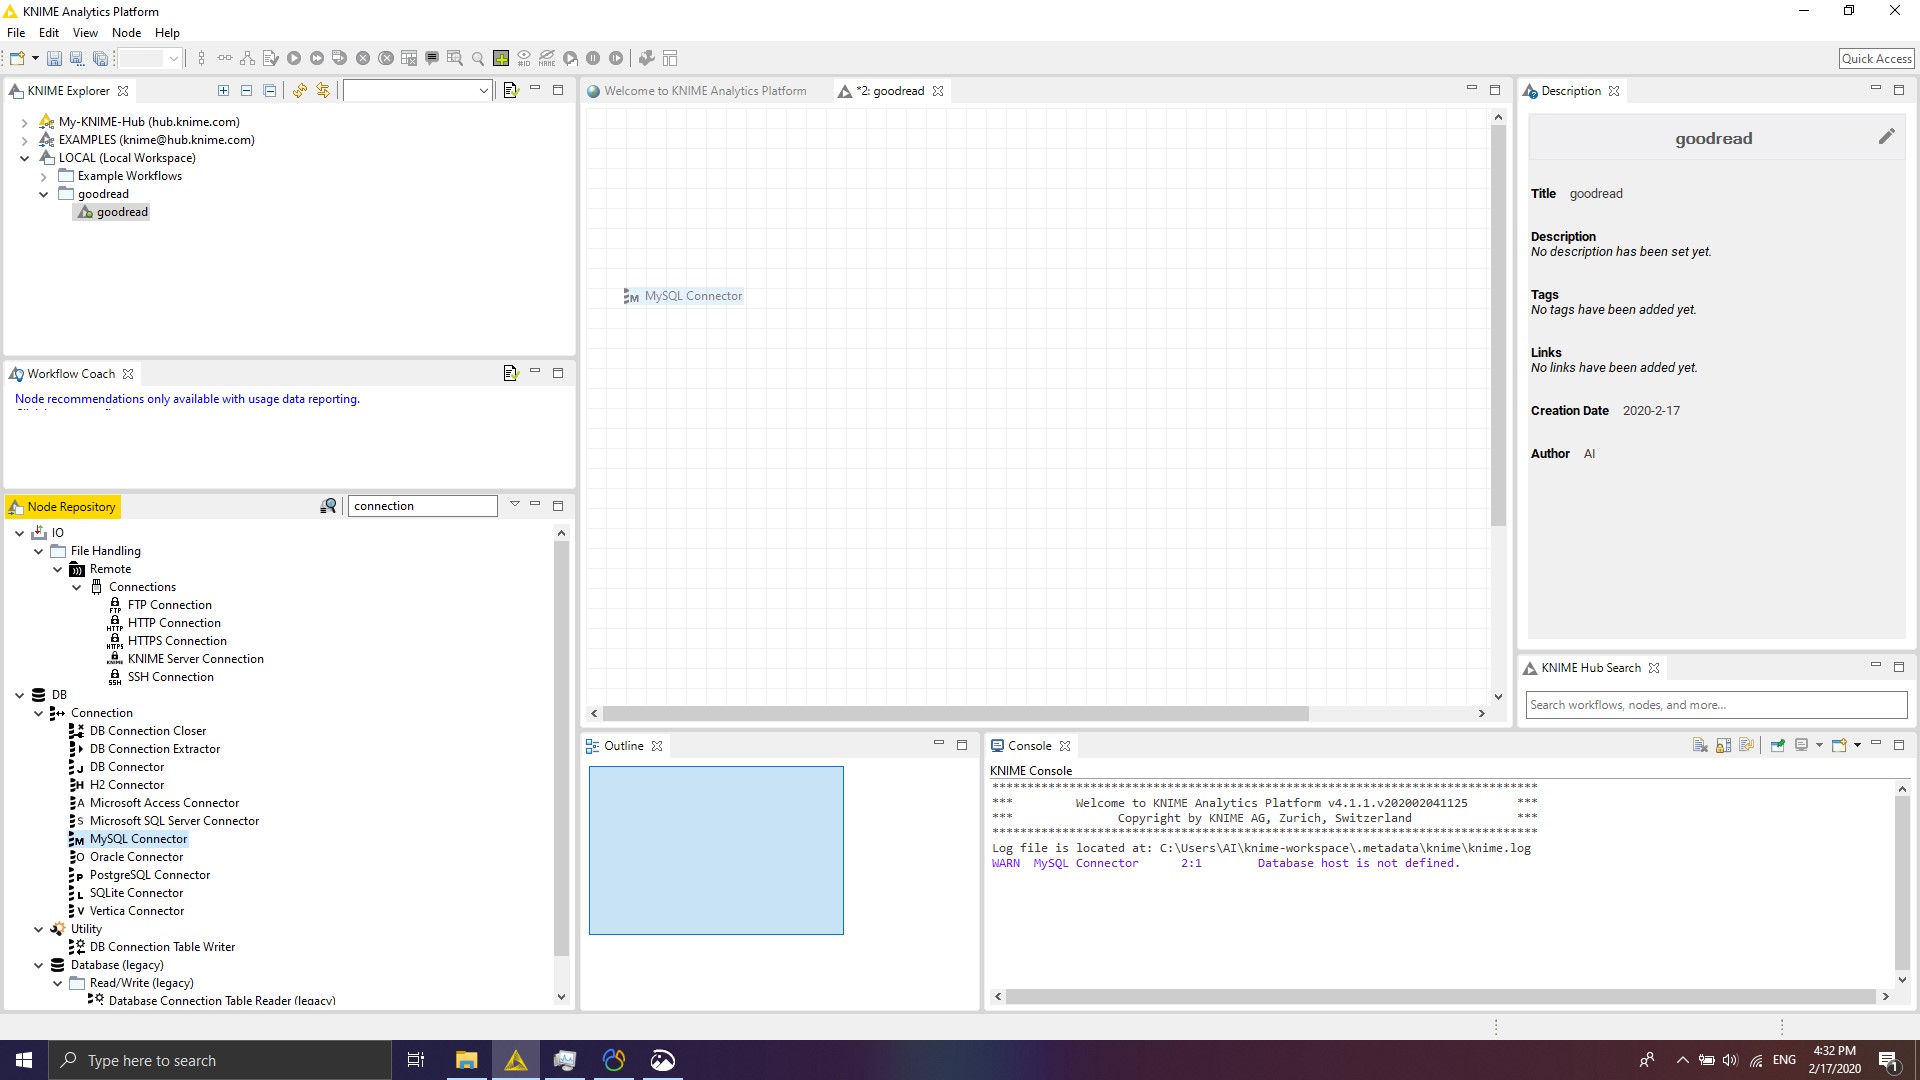 KNIME Analytics Platform
File Edit View Node Help
Quick Access
KNIME Explorer
My-KNIME-Hub (hub.knime.com)
EXAMPLES (knime@hub.knime.com)
LOCAL (Local Workspace)
Example Workflows
goodread
goodread
Workflow Coach
Node recommendations only available with usage data reporting.
Node Repository
connection
IO
File Handling
Remote
Connections
FTP Connection
HTTP Connection
HTTPS Connection
KNIME Server Connection
SSH Connection
DB
Connection
DB Connection Closer
DB Connection Extractor
DB Connector
H2 Connector
Microsoft Access Connector
Microsoft SQL Server Connector
MySQL Connector
Oracle Connector
PostgreSQL Connector
SQLite Connector
Vertica Connector
Utility
DB Connection Table Writer
Database (legacy)
Read/Write (legacy)
Database Connection Table Reader (legacy)
Welcome to KNIME Analytics Platform
*2: goodread
MySQL Connector
Outline
Console
KNIME Console
******************************************************************************
*** Welcome to KNIME Analytics Platform v4.1.1.v202002041125 ***
*** Copyright by KNIME AG, Zurich, Switzerland ***
******************************************************************************
Log file is located at: C:\Users\AI\knime-workspace\.metadata\knime\knime.log
WARN MySQL Connector 2:1 Database host is not defined.
Description
goodread
Title goodread
Description
No description has been set yet.
Tags
No tags have been added yet.
Links
No links have been added yet.
Creation Date 2020-2-17
Author AI
KNIME Hub Search
Search workflows, nodes, and more...
Type here to search
ENG
4:32 PM
2/17/2020
1